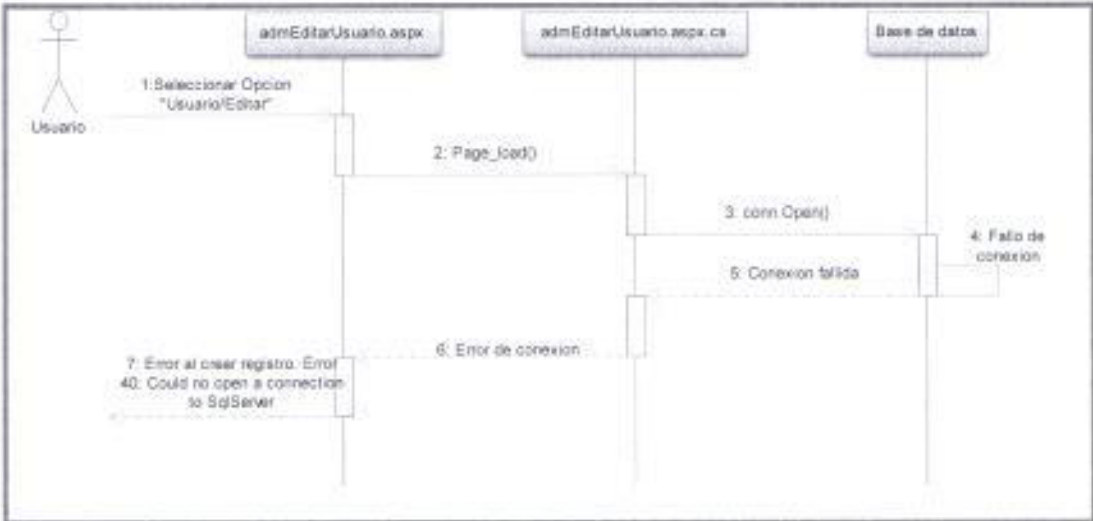 admEditarUsuario.aspx
admEditarUsuario.aspx.cs
Base de datos
Usuario
1:Seleccionar Opcion
"Usuario/Editar"
2: Page_load()
3: conn Open()
4: Fallo de
conexion
5: Conexion fallida
6: Error de conexion
7: Error al crear registro. Error
40: Could no open a connection
to SqlServer